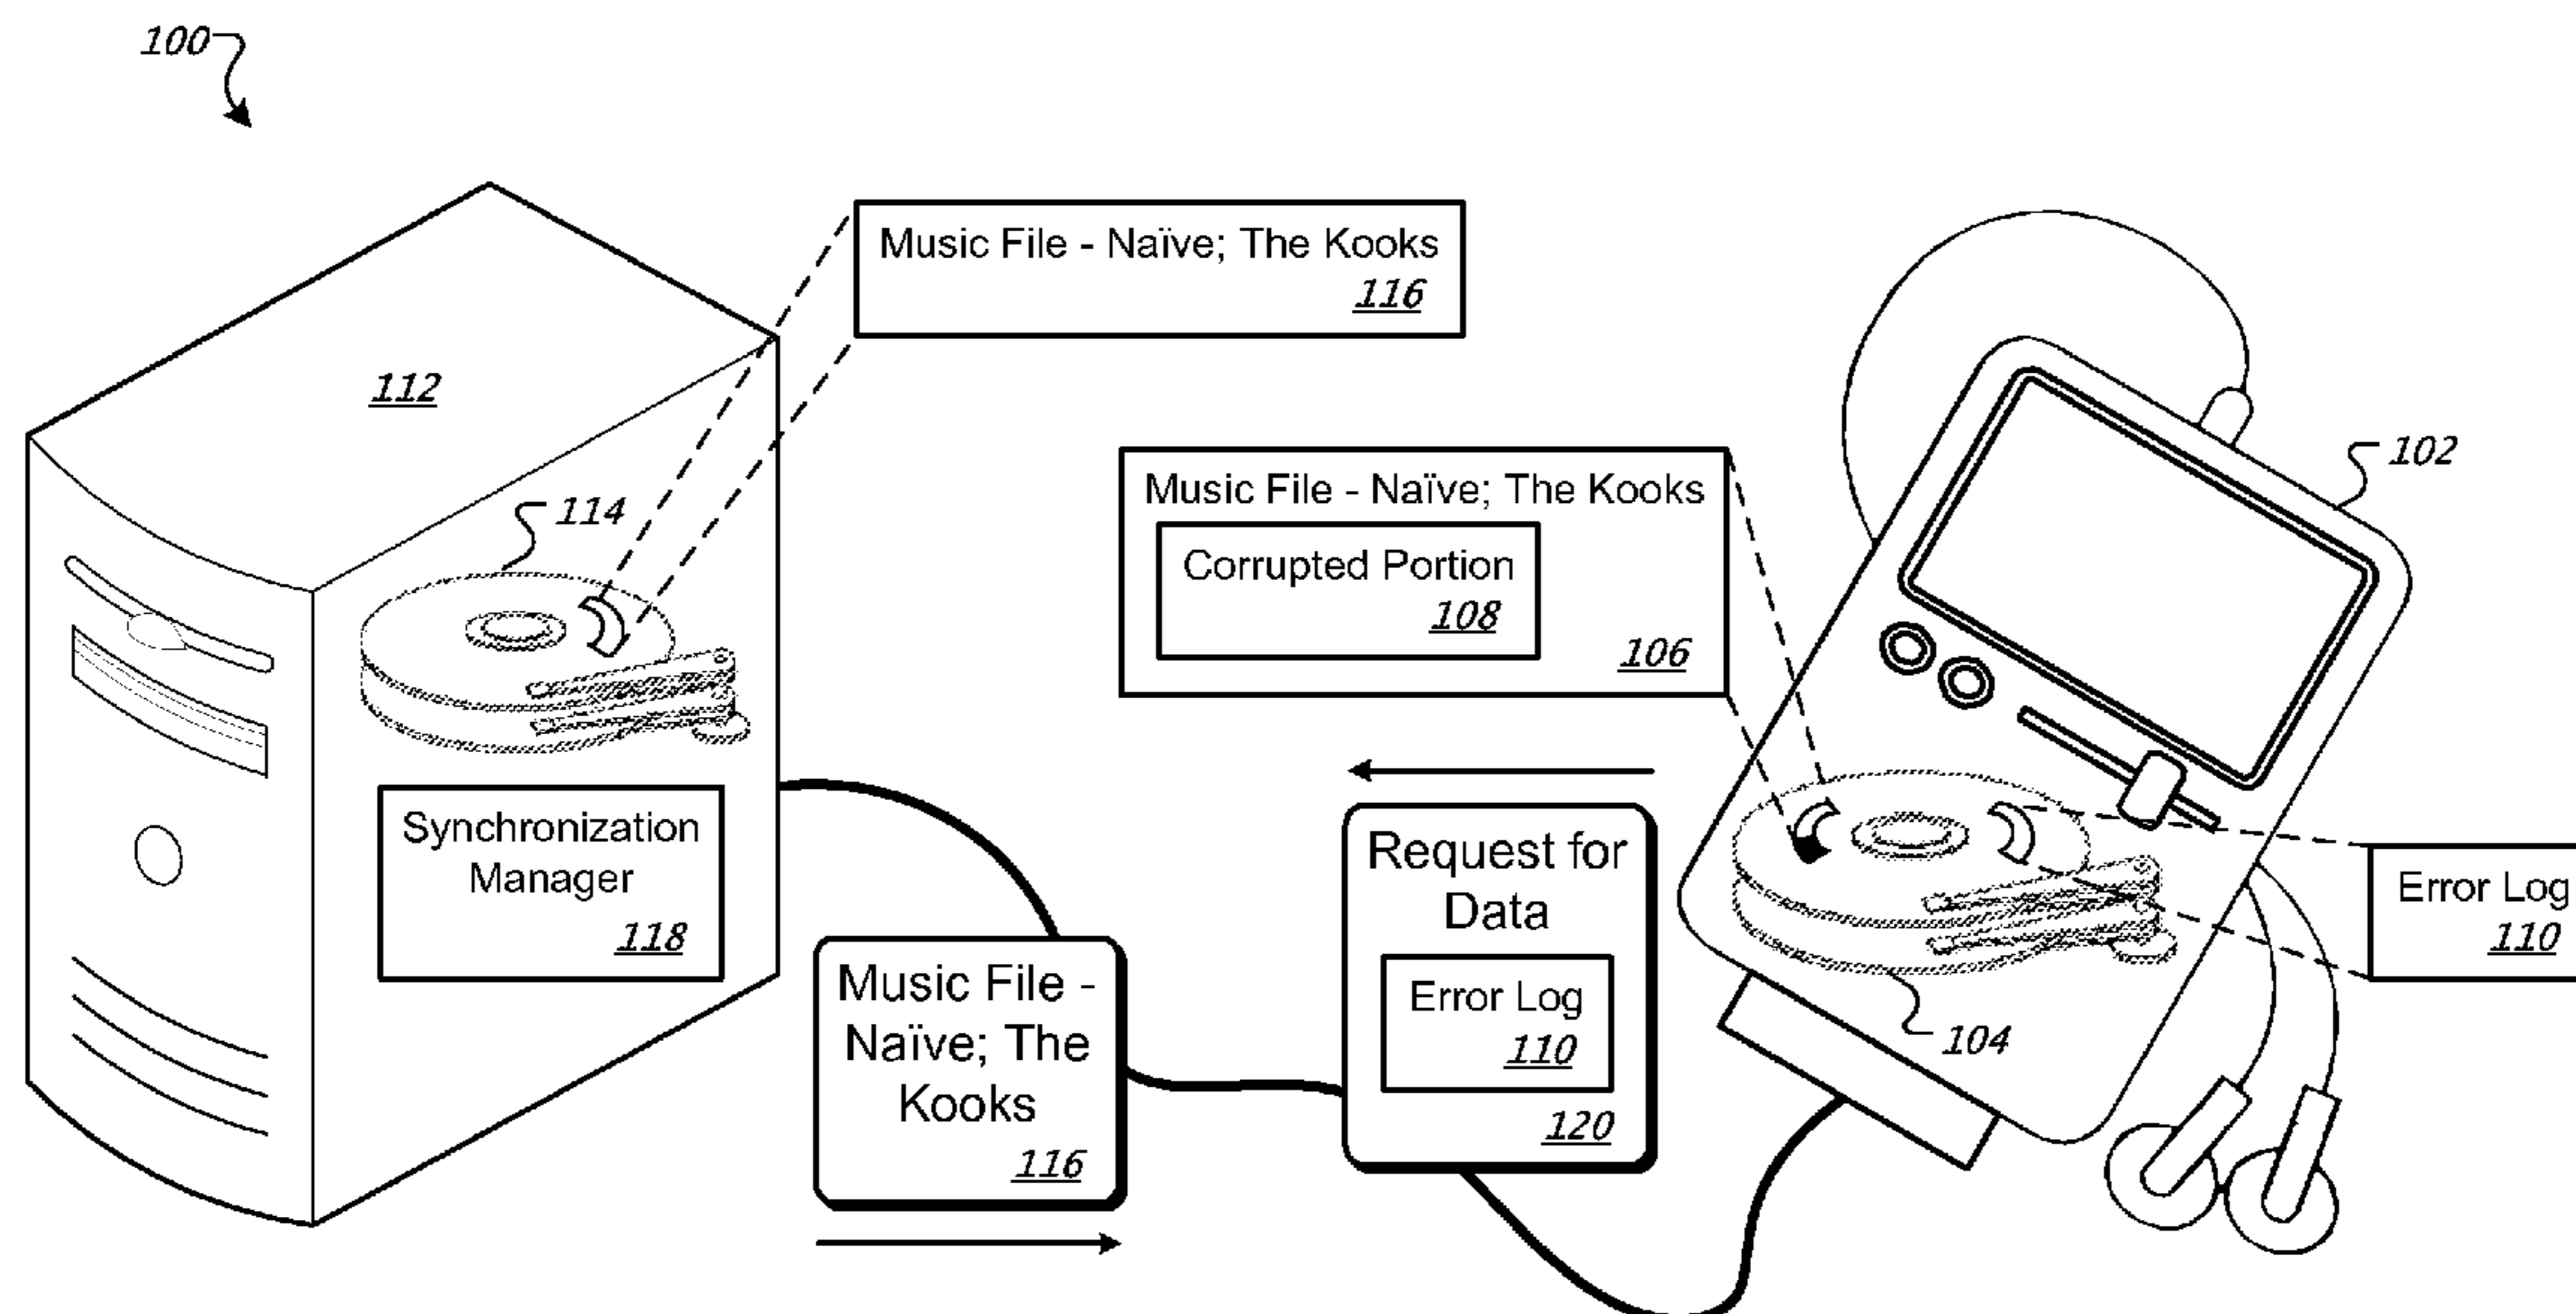 100
Music File - Naïve; The Kooks
116
112
102
Music File - Naïve; The Kooks
Corrupted Portion
108
106
114
Synchronization
Manager
118
Request for
Data
Error Log
110
120
Error Log
110
Music File -
Naïve; The
Kooks
116
104